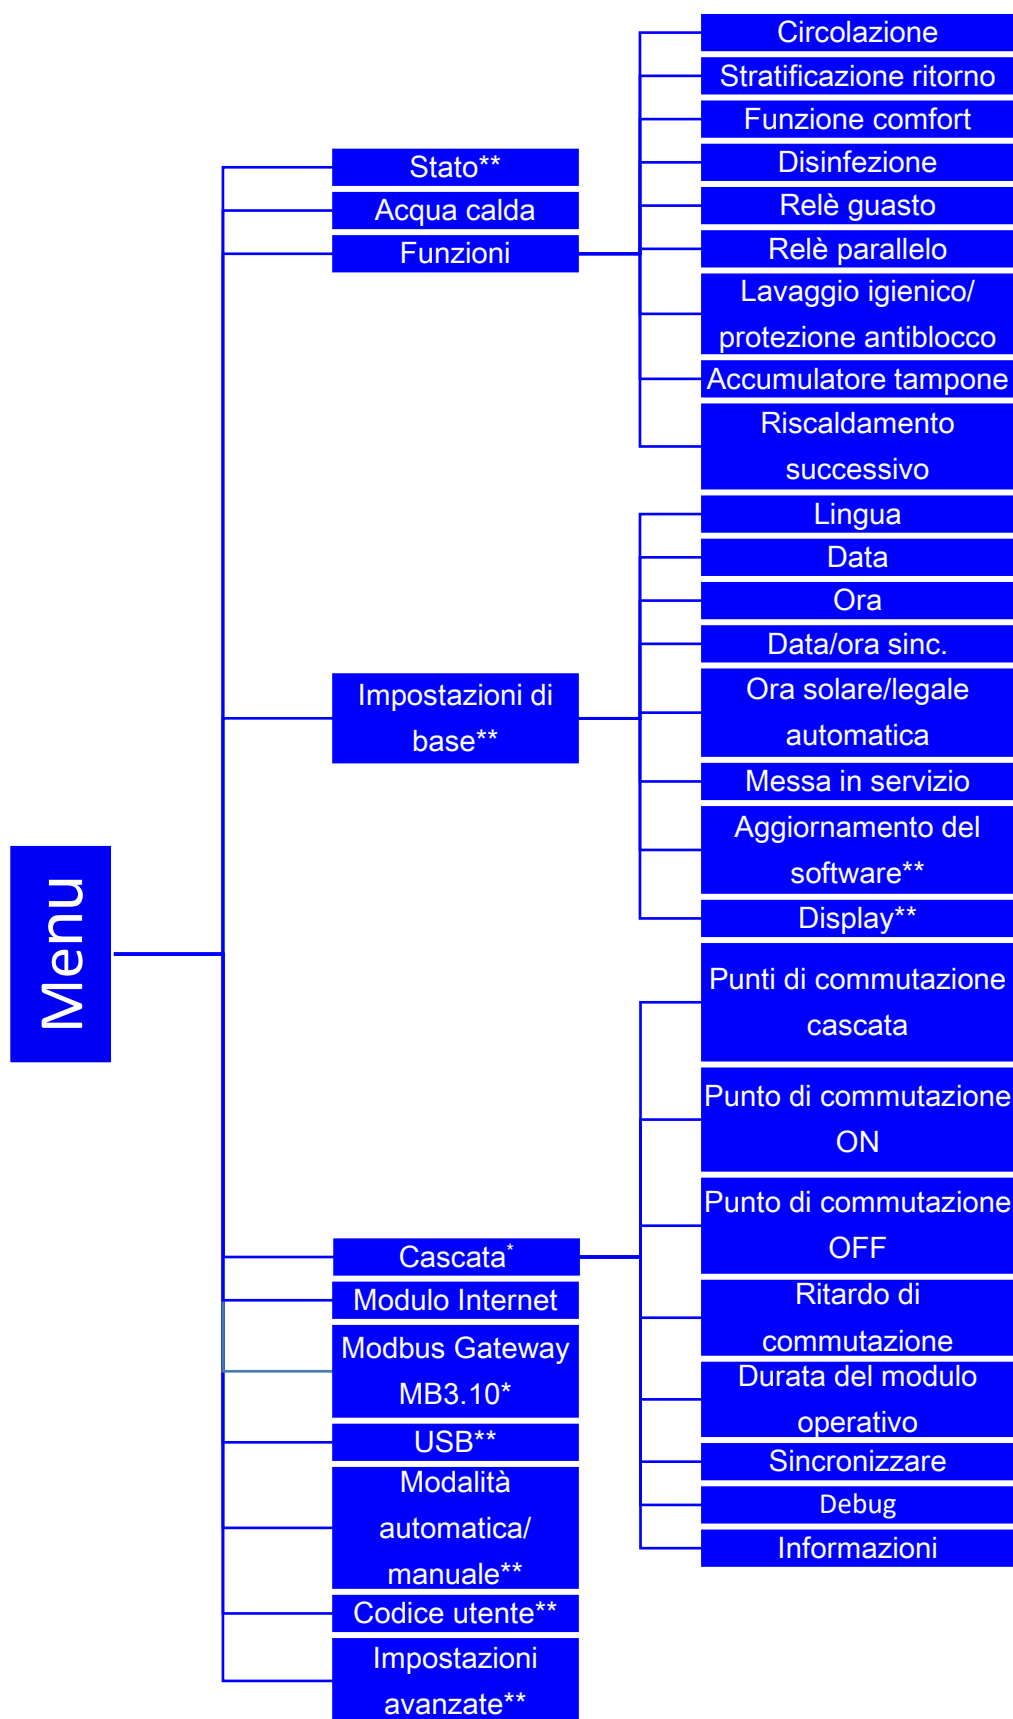 Menu
Stato**
Acqua calda
Funzioni
Circolazione
Stratificazione ritorno
Funzione comfort
Disinfezione
Relè guasto
Relè parallelo
Lavaggio igienico/
protezione antiblocco
Accumulatore tampone
Riscaldamento
successivo
Impostazioni di
base**
Lingua
Data
Ora
Data/ora sinc.
Ora solare/legale
automatica
Messa in servizio
Aggiornamento del
software**
Display**
Cascata*
Punti di commutazione
cascata
Punto di commutazione
ON
Punto di commutazione
OFF
Ritardo di
commutazione
Durata del modulo
operativo
Sincronizzare
Debug
Informazioni
Modulo Internet
Modbus Gateway
MB3.10*
USB**
Modalità
automatica/
manuale**
Codice utente**
Impostazioni
avanzate**